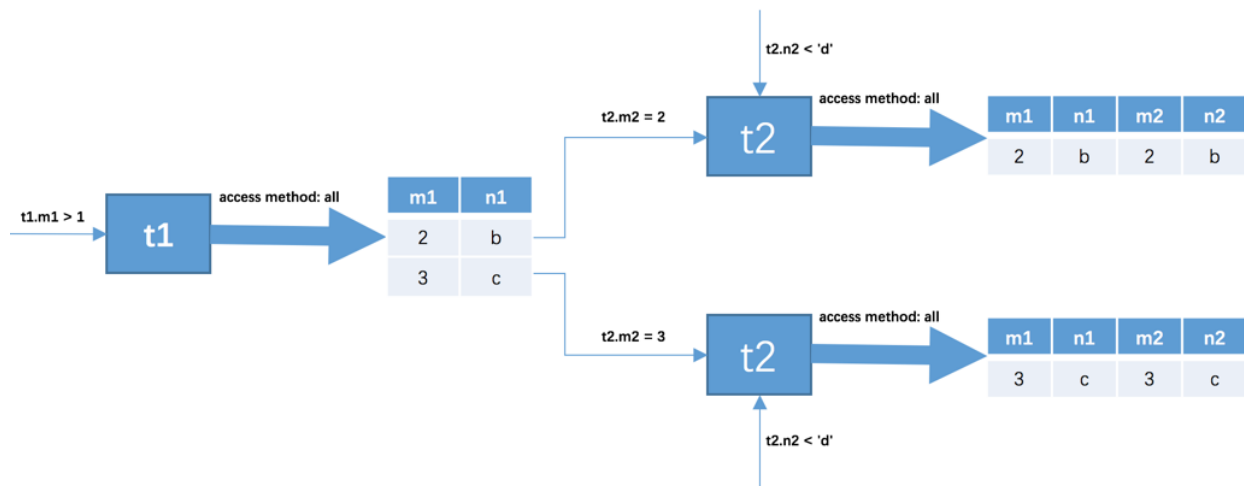 t1.m1 > 1
t1
access method: all
m1 n1
2 b
3 c
t2.m2 = 2
t2.n2 < 'd'
t2
access method: all
m1 n1 m2 n2
2 b 2 b
t2.m2 = 3
t2
access method: all
m1 n1 m2 n2
3 c 3 c
t2.n2 < 'd'